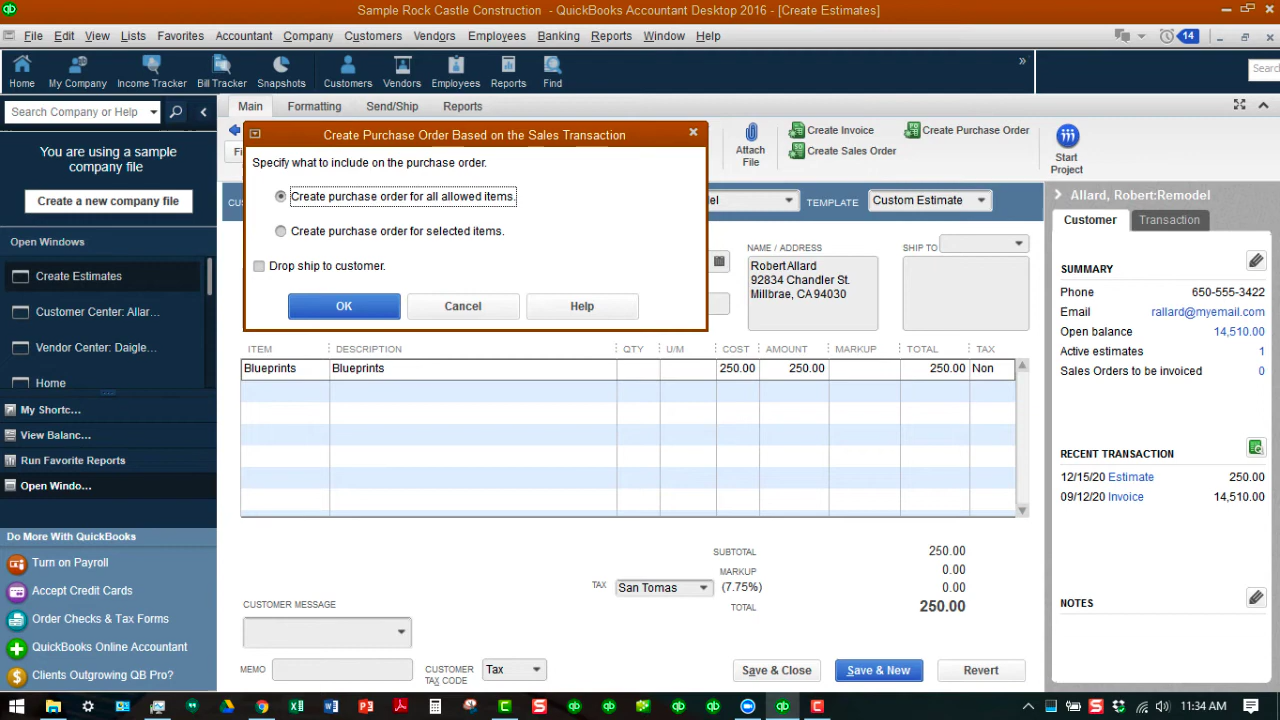 Sample Rock Castle Construction - QuickBooks Accountant Desktop 2016 - [Create Estimates]
File Edit View Lists Favorites Accountant Company Customers Vendors Employees Banking Reports Window Help
14
Home My Company Income Tracker Bill Tracker Snapshots Customers Vendors Employees Reports Find
Search Company or Help
Main Formatting Send/Ship Reports
You are using a sample
company file
Create a new company file
Open Windows
Create Estimates
Customer Center: Allar...
Vendor Center: Daigle...
Home
My Shortc...
View Balanc...
Run Favorite Reports
Open Windo...
Do More With QuickBooks
Turn on Payroll
Accept Credit Cards
Order Checks & Tax Forms
QuickBooks Online Accountant
Clients Outgrowing QB Pro?
Create Purchase Order Based on the Sales Transaction
Specify what to include on the purchase order.
Create purchase order for all allowed items.
Create purchase order for selected items.
Drop ship to customer.
OK Cancel Help
Attach
File
Create Invoice
Create Sales Order
Create Purchase Order
Start
Project
TEMPLATE Custom Estimate
NAME / ADDRESS
Robert Allard
92834 Chandler St.
Millbrae, CA 94030
SHIP TO
ITEM DESCRIPTION QTY U/M COST AMOUNT MARKUP TOTAL TAX
Blueprints Blueprints 250.00 250.00 250.00 Non
SUBTOTAL 250.00
MARKUP 0.00
TAX San Tomas (7.75%) 0.00
TOTAL 250.00
CUSTOMER MESSAGE
MEMO
CUSTOMER
TAX CODE
Tax
Save & Close Save & New Revert
Allard, Robert:Remodel
Customer Transaction
SUMMARY
Phone 650-555-3422
Email rallard@myemail.com
Open balance 14,510.00
Active estimates 1
Sales Orders to be invoiced 0
RECENT TRANSACTION
12/15/20 Estimate 250.00
09/12/20 Invoice 14,510.00
NOTES
11:34 AM